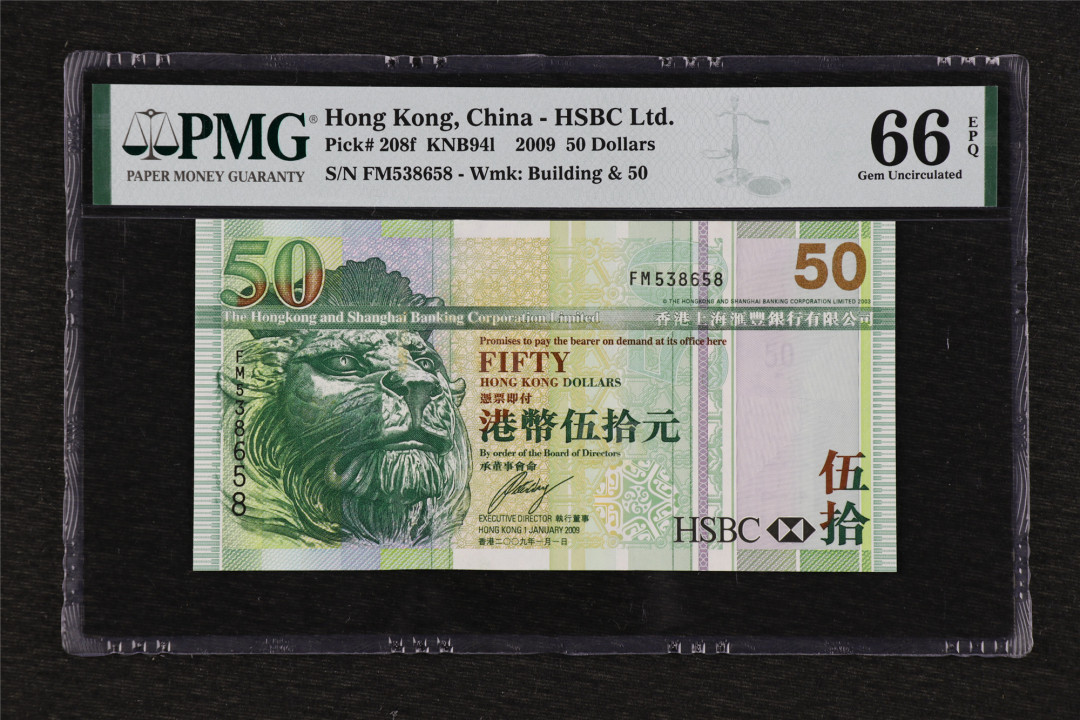 PMG®
PAPER MONEY GUARANTY
Hong Kong, China - HSBC Ltd.
Pick# 208f KNB94l 2009 50 Dollars
S/N FM538658 - Wmk: Building & 50
66
EPQ
Gem Uncirculated
50
FM538658
50
© THE HONGKONG AND SHANGHAI BANKING CORPORATION LIMITED 2003
The Hongkong and Shanghai Banking Corporation Limited
香港上海滙豐銀行有限公司
Promises to pay the bearer on demand at its office here
FIFTY
HONG KONG DOLLARS
憑票即付
港幣伍拾元
By order of the Board of Directors
承董事會命
EXECUTIVE DIRECTOR 執行董事
HONG KONG 1 JANUARY 2009
香港二〇〇九年一月一日
FM538658
50
伍拾
HSBC